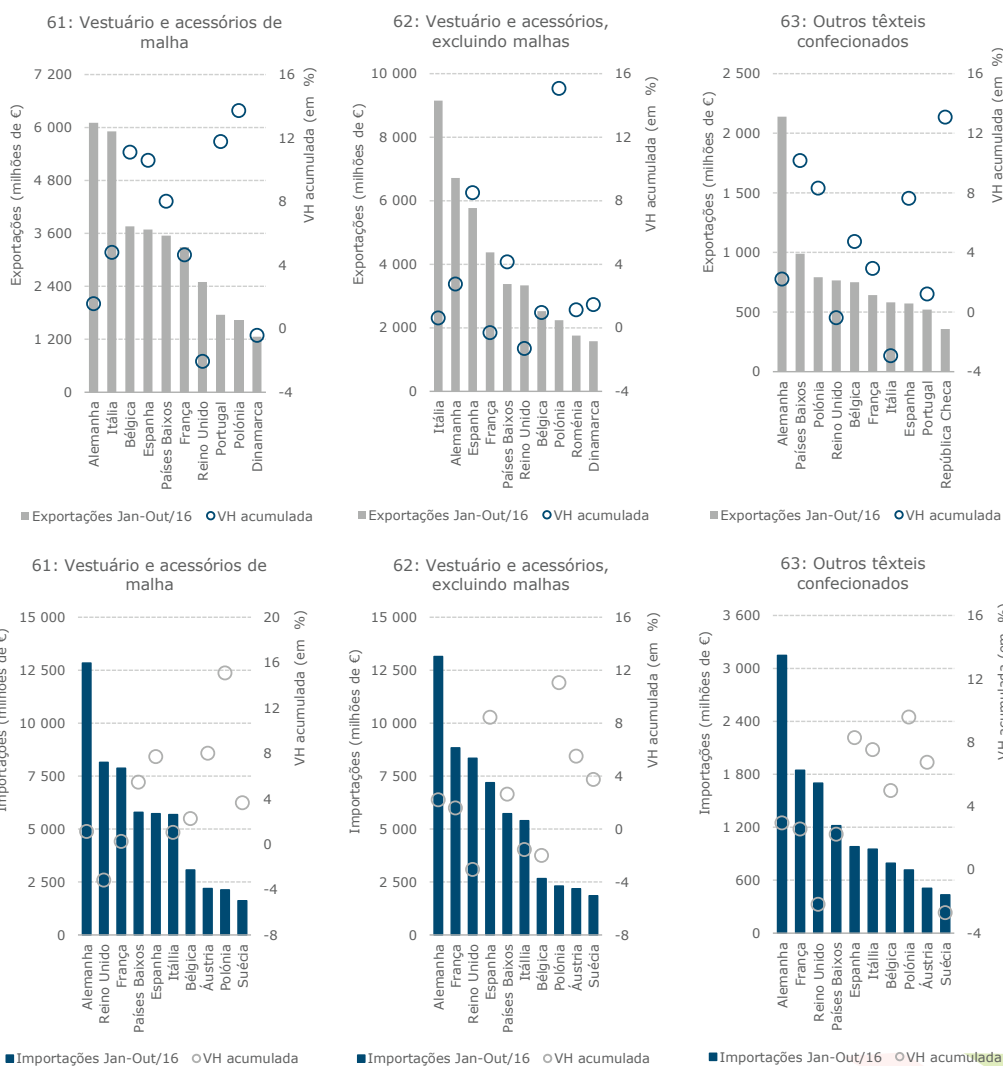 61: Vestuário e acessórios de
malha
Exportações (milhões de €)
7 200
6 000
4 800
3 600
2 400
1 200
0
VH acumulada (em %)
16
12
8
4
0
-4
Alemanha
Itália
Bélgica
Espanha
Países Baixos
França
Reino Unido
Portugal
Polónia
Dinamarca
Exportações Jan-Out/16 VH acumulada
62: Vestuário e acessórios,
excluindo malhas
Exportações (milhões de €)
10 000
8 000
6 000
4 000
2 000
0
VH acumulada (em %)
16
12
8
4
0
-4
Itália
Alemanha
Espanha
França
Países Baixos
Reino Unido
Bélgica
Polónia
Roménia
Dinamarca
Exportações Jan-Out/16 VH acumulada
63: Outros têxteis
confecionados
Exportações (milhões de €)
2 500
2 000
1 500
1 000
500
0
VH acumulada (em %)
16
12
8
4
0
-4
Alemanha
Países Baixos
Polónia
Reino Unido
Bélgica
França
Itália
Espanha
Portugal
República Checa
Exportações Jan-Out/16 VH acumulada
61: Vestuário e acessórios de
malha
Importações (milhões de €)
15 000
12 500
10 000
7 500
5 000
2 500
0
VH acumulada (em %)
20
16
12
8
4
0
-4
-8
Alemanha
Reino Unido
França
Países Baixos
Espanha
Itállia
Bélgica
Áustria
Polónia
Suécia
Importações Jan-Out/16 VH acumulada
62: Vestuário e acessórios,
excluindo malhas
Importações (milhões de €)
15 000
12 500
10 000
7 500
5 000
2 500
0
VH acumulada (em %)
16
12
8
4
0
-4
-8
Alemanha
França
Reino Unido
Espanha
Países Baixos
Itállia
Bélgica
Polónia
Áustria
Suécia
Importações Jan-Out/16 VH acumulada
63: Outros têxteis
confecionados
Importações (milhões de €)
3 600
3 000
2 400
1 800
1 200
600
0
VH acumulada (em %)
16
12
8
4
0
-4
Alemanha
França
Reino Unido
Países Baixos
Espanha
Itállia
Bélgica
Polónia
Áustria
Suécia
Importações Jan-Out/16 VH acumulada